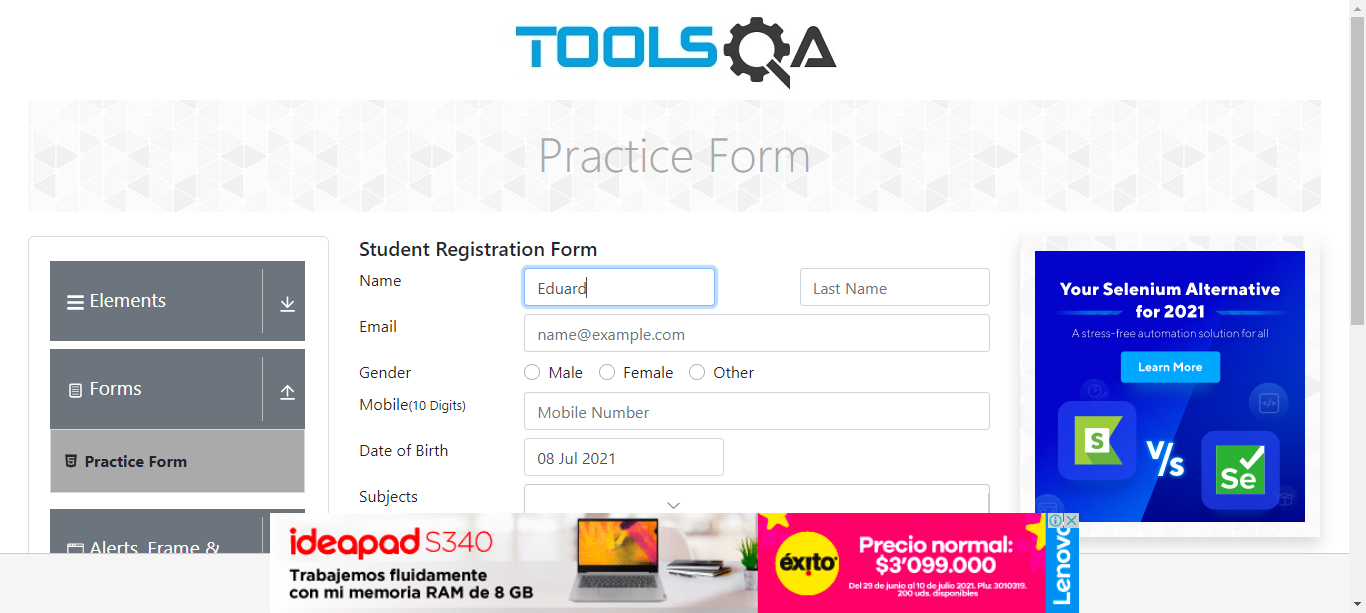 TOOLSQA
Practice Form
Elements
Forms
Practice Form
Alerts, Frame &
Student Registration Form
Name
Eduard
Last Name
Email
name@example.com
Gender
Male
Female
Other
Mobile(10 Digits)
Mobile Number
Date of Birth
08 Jul 2021
Subjects
Your Selenium Alternative
for 2021
A stress-free automation solution for all
Learn More
S
V/s
Se
ideapad S340
Trabajemos fluidamente
con mi memoria RAM de 8 GB
éxito
Precio normal:
$3'099.000
Del 29 de junio al 10 de julio 2021. Plu: 3010319.
200 uds. disponibles
Lenovo